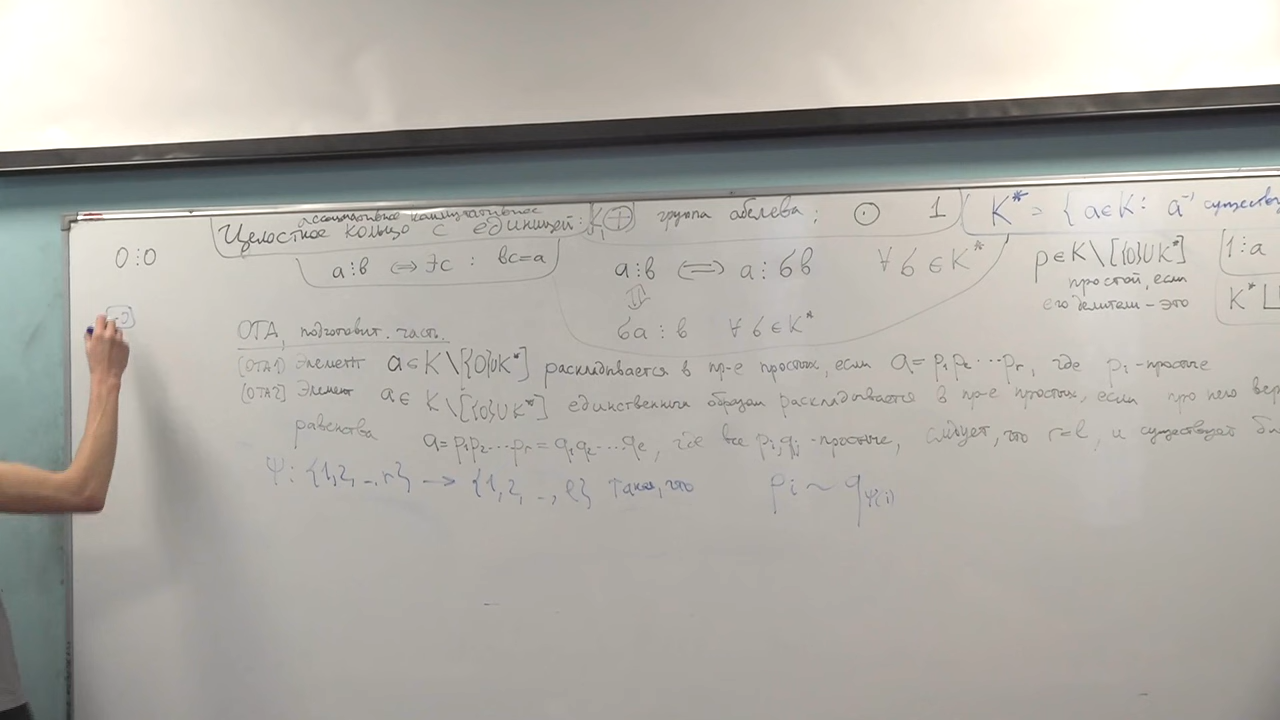 ассоциативное коммутативное
Целостное кольцо с единицей: K ⊕ группа абелева; ⊙ 1
K* = { a∈K : a⁻¹ существу
0⋮0
a⋮b ⟺ ∃c : bc=a
a⋮b ⟺ a⋮бb ∀б∈K*
⇕
бa⋮b ∀б∈K*
p∈K\[{0}∪K*]
простой, если
его делители – это
1⋮a
K*⊔
ОТА, подготовит. часть.
[ОТА1) Элемент a∈K\[{0}∪K*] раскладывается в пр-е простых, если a=p₁p₂⋯pᵣ, где pᵢ-простые
[ОТА2] Элемент a∈K\[{0}∪K*] единственным образом раскладывается в пр-е простых, если про него вер
равенства a=p₁p₂⋯pᵣ=q₁q₂⋯qₑ, где все pᵢ,qⱼ-простые, следует, что r=l, и существует би
Ψ: {1,2,..,r} → {1,2,..,l} такая, что pᵢ ~ q_Ψ(i)